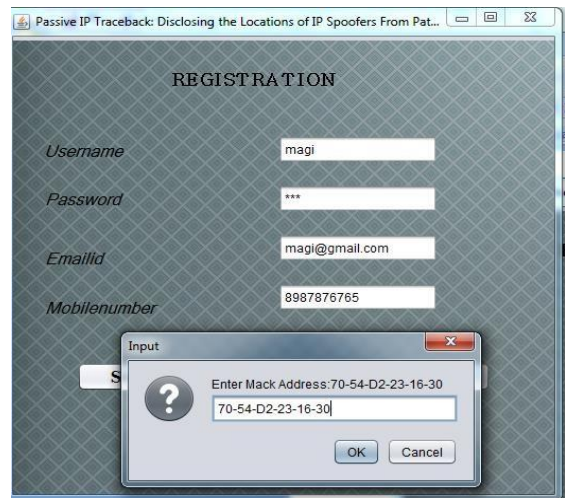 Passive IP Traceback: Disclosing the Locations of IP Spoofers From Pat...
REGISTRATION
Username magi
Password ***
Emailid magi@gmail.com
Mobilenumber 8987876765
Input
S
Enter Mack Address:70-54-D2-23-16-30
70-54-D2-23-16-30
OK Cancel